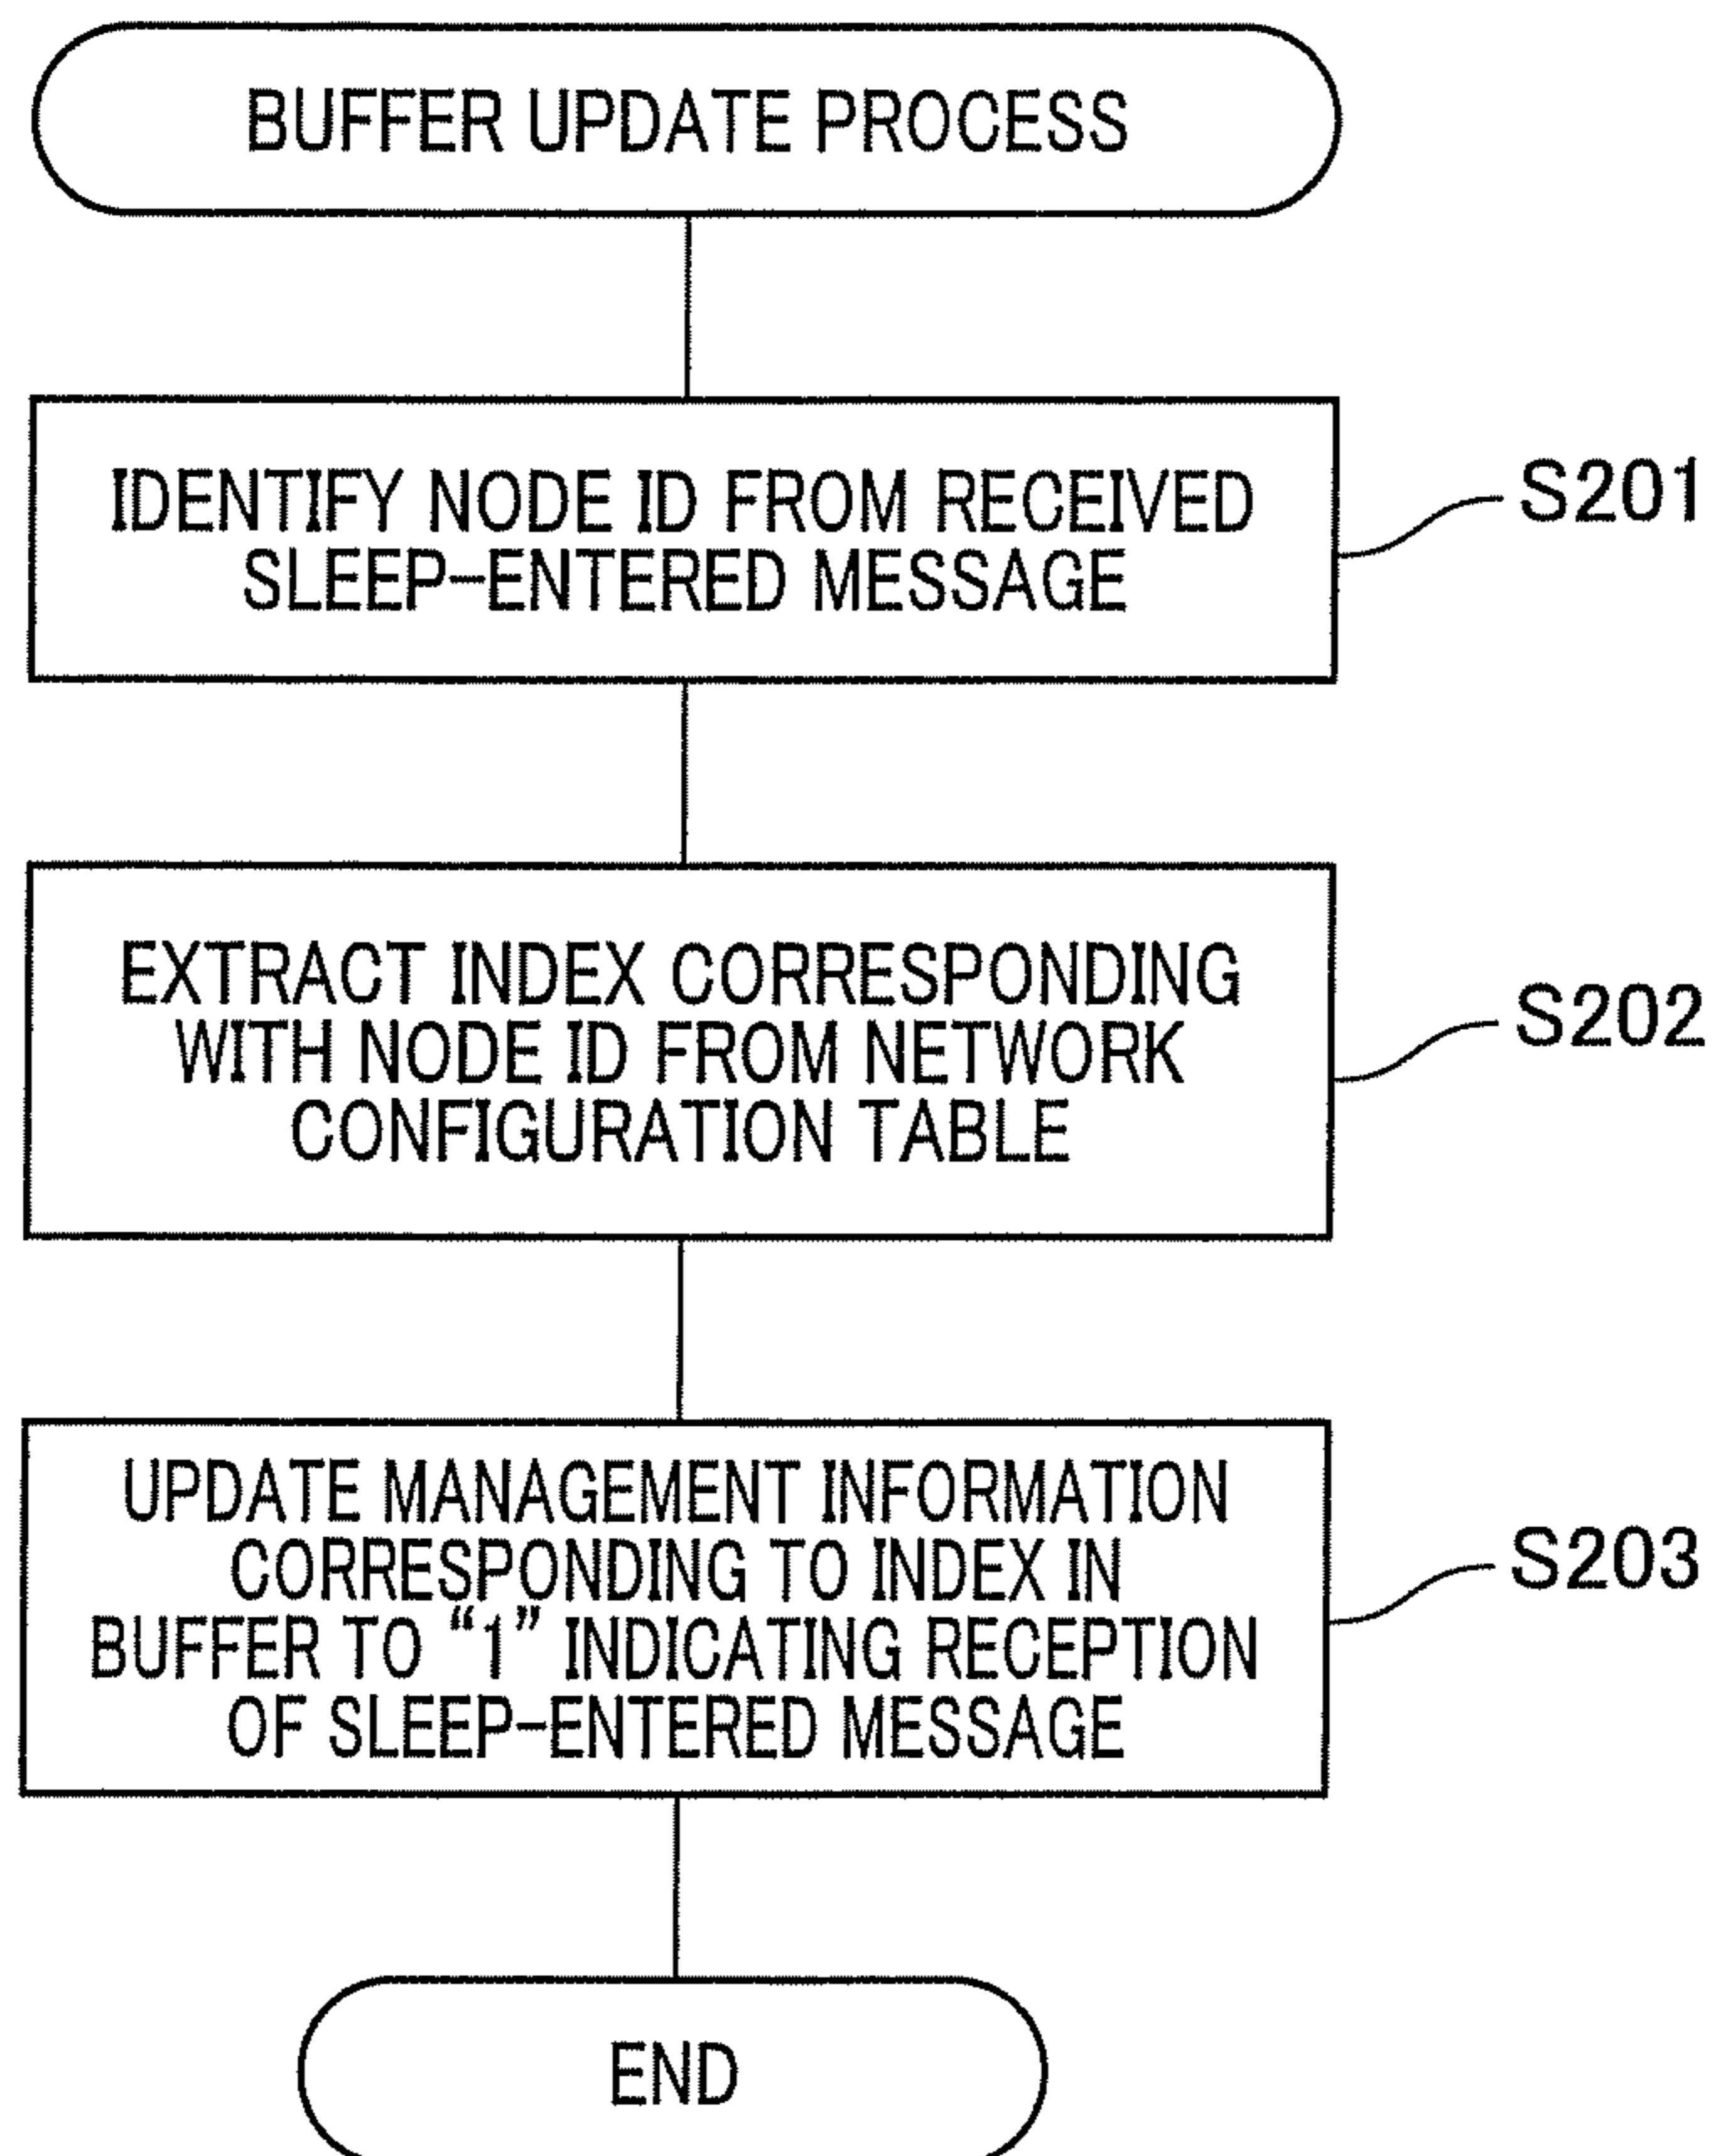 BUFFER UPDATE PROCESS
IDENTIFY NODE ID FROM RECEIVED
SLEEP-ENTERED MESSAGE
S201
EXTRACT INDEX CORRESPONDING
WITH NODE ID FROM NETWORK
CONFIGURATION TABLE
S202
UPDATE MANAGEMENT INFORMATION
CORRESPONDING TO INDEX IN
BUFFER TO “1” INDICATING RECEPTION
OF SLEEP-ENTERED MESSAGE
S203
END